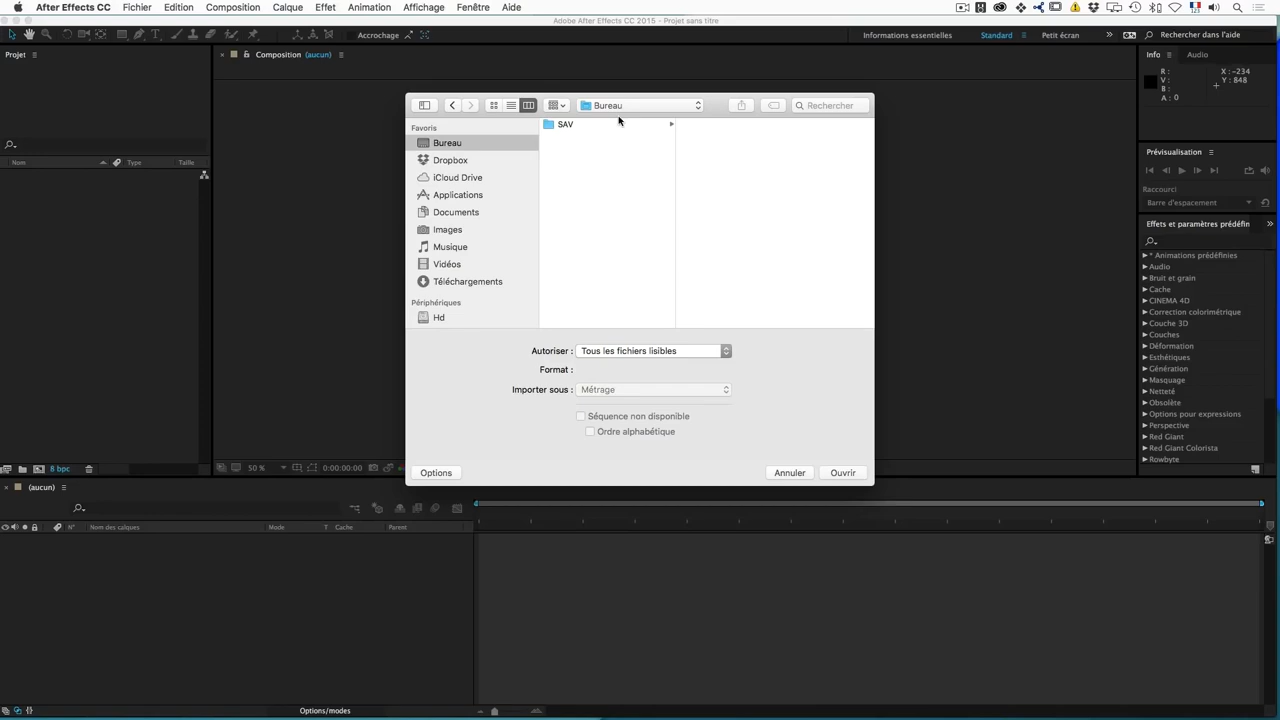 After Effects CC Fichier Edition Composition Calque Effet Animation Affichage Fenêtre Aide
Adobe After Effects CC 2015 - Projet sans titre
Accrochage Informations essentielles Standard Petit écran Rechercher dans l'aide
Projet
Composition (aucun)
Info Audio
R :
V :
B :
A : 0
X : -234
Y : 848
Nom Type Taille
8 bpc
50 % 0:00:00:00
Bureau
Rechercher
Favoris
Bureau
Dropbox
iCloud Drive
Applications
Documents
Images
Musique
Vidéos
Téléchargements
Périphériques
Hd
SAV
Autoriser : Tous les fichiers lisibles
Format :
Importer sous : Métrage
Séquence non disponible
Ordre alphabétique
Options Annuler Ouvrir
Prévisualisation
Raccourci
Barre d'espacement
Effets et paramètres prédéfin
* Animations prédéfinies
Audio
Bruit et grain
Cache
CINEMA 4D
Correction colorimétrique
Couche 3D
Couches
Déformation
Esthétiques
Génération
Masquage
Netteté
Obsolète
Options pour expressions
Perspective
Red Giant
Red Giant Colorista
Rowbyte
(aucun)
N° Nom des calques Mode T Cache Parent
Options/modes